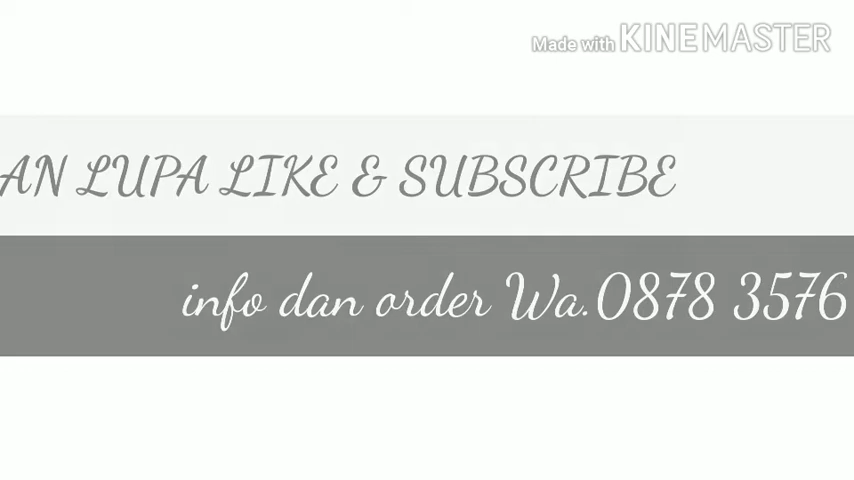 Made with KINEMASTER
AN LUPA LIKE & SUBSCRIBE
info dan order Wa.0878 3576